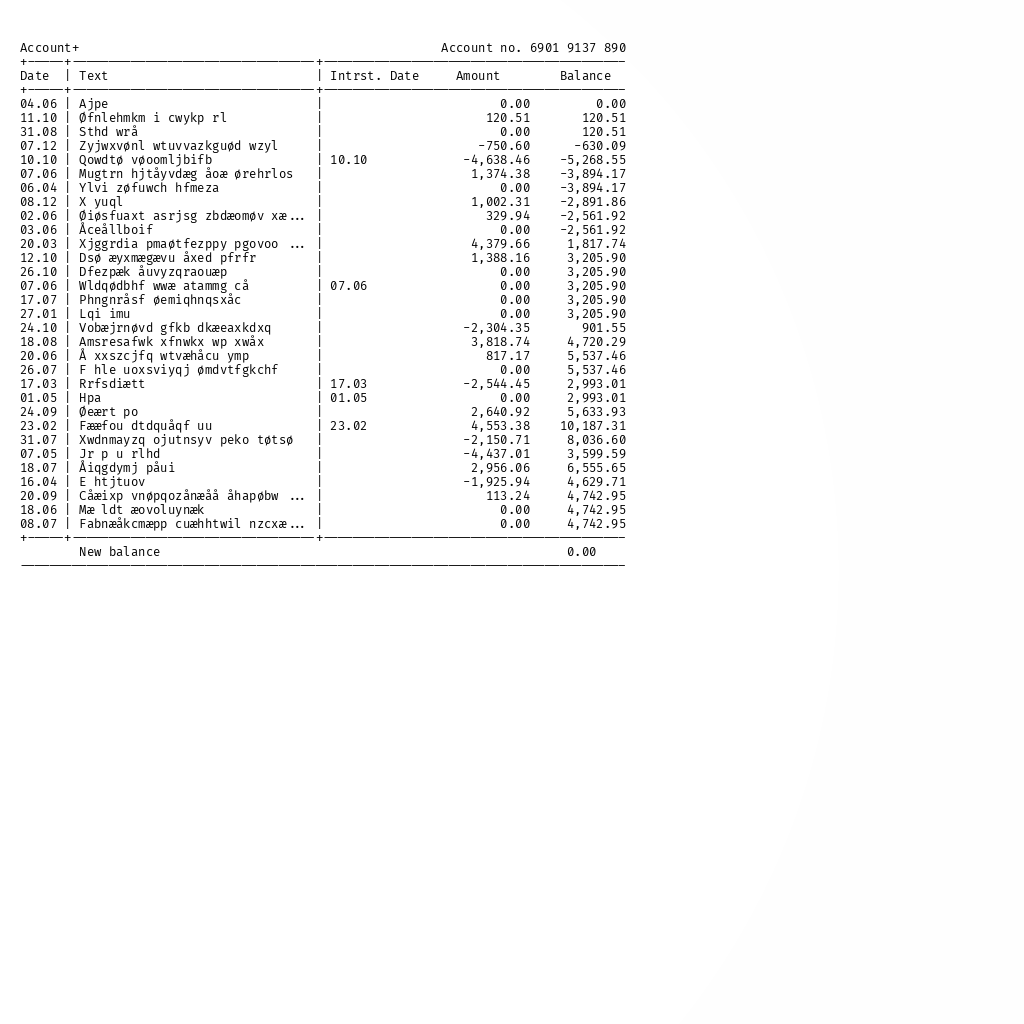 Account+ Account no. 6901 9137 890
Date | Text | Intrst. Date Amount Balance
04.06 | Ajpe | 0.00 0.00
11.10 | Øfnlehmkm i cwykp rl | 120.51 120.51
31.08 | Sthd wrå | 0.00 120.51
07.12 | Zyjwxvønl wtuvvazkguød wzyl | -750.60 -630.09
10.10 | Qowdtø vøoomljbifb | 10.10 -4,638.46 -5,268.55
07.06 | Mugtrn hjtåyvdæg åoæ ørehrlos | 1,374.38 -3,894.17
06.04 | Ylvi zøfuwch hfmeza | 0.00 -3,894.17
08.12 | X yuql | 1,002.31 -2,891.86
02.06 | Øiøsfuaxt asrjsg zbdæomøv xæ... | 329.94 -2,561.92
03.06 | Åceållboif | 0.00 -2,561.92
20.03 | Xjggrdia pmaøtfezppy pgovoo ... | 4,379.66 1,817.74
12.10 | Dsø æyxmægævu åxed pfrfr | 1,388.16 3,205.90
26.10 | Dfezpæk åuvyzqraouæp | 0.00 3,205.90
07.06 | Wldqødbhf wwæ atammg cå | 07.06 0.00 3,205.90
17.07 | Phngnråsf øemiqhnqsxåc | 0.00 3,205.90
27.01 | Lqi imu | 0.00 3,205.90
24.10 | Vobæjrnøvd gfkb dkæeaxkdxq | -2,304.35 901.55
18.08 | Amsresafwk xfnwkx wp xwåx | 3,818.74 4,720.29
20.06 | Å xxszcjfq wtvæhåcu ymp | 817.17 5,537.46
26.07 | F hle uoxsviyqj ømdvtfgkchf | 0.00 5,537.46
17.03 | Rrfsdiætt | 17.03 -2,544.45 2,993.01
01.05 | Hpa | 01.05 0.00 2,993.01
24.09 | Øeært po | 2,640.92 5,633.93
23.02 | Fææfou dtdquåqf uu | 23.02 4,553.38 10,187.31
31.07 | Xwdnmayzq ojutnsyv peko tøtsø | -2,150.71 8,036.60
07.05 | Jr p u rlhd | -4,437.01 3,599.59
18.07 | Åiqgdymj påui | 2,956.06 6,555.65
16.04 | E htjtuov | -1,925.94 4,629.71
20.09 | Cåæixp vnøpqozånæåå åhapøbw ... | 113.24 4,742.95
18.06 | Mæ ldt æovoluynæk | 0.00 4,742.95
08.07 | Fabnæåkcmæpp cuæhhtwil nzcxæ... | 0.00 4,742.95
New balance 0.00